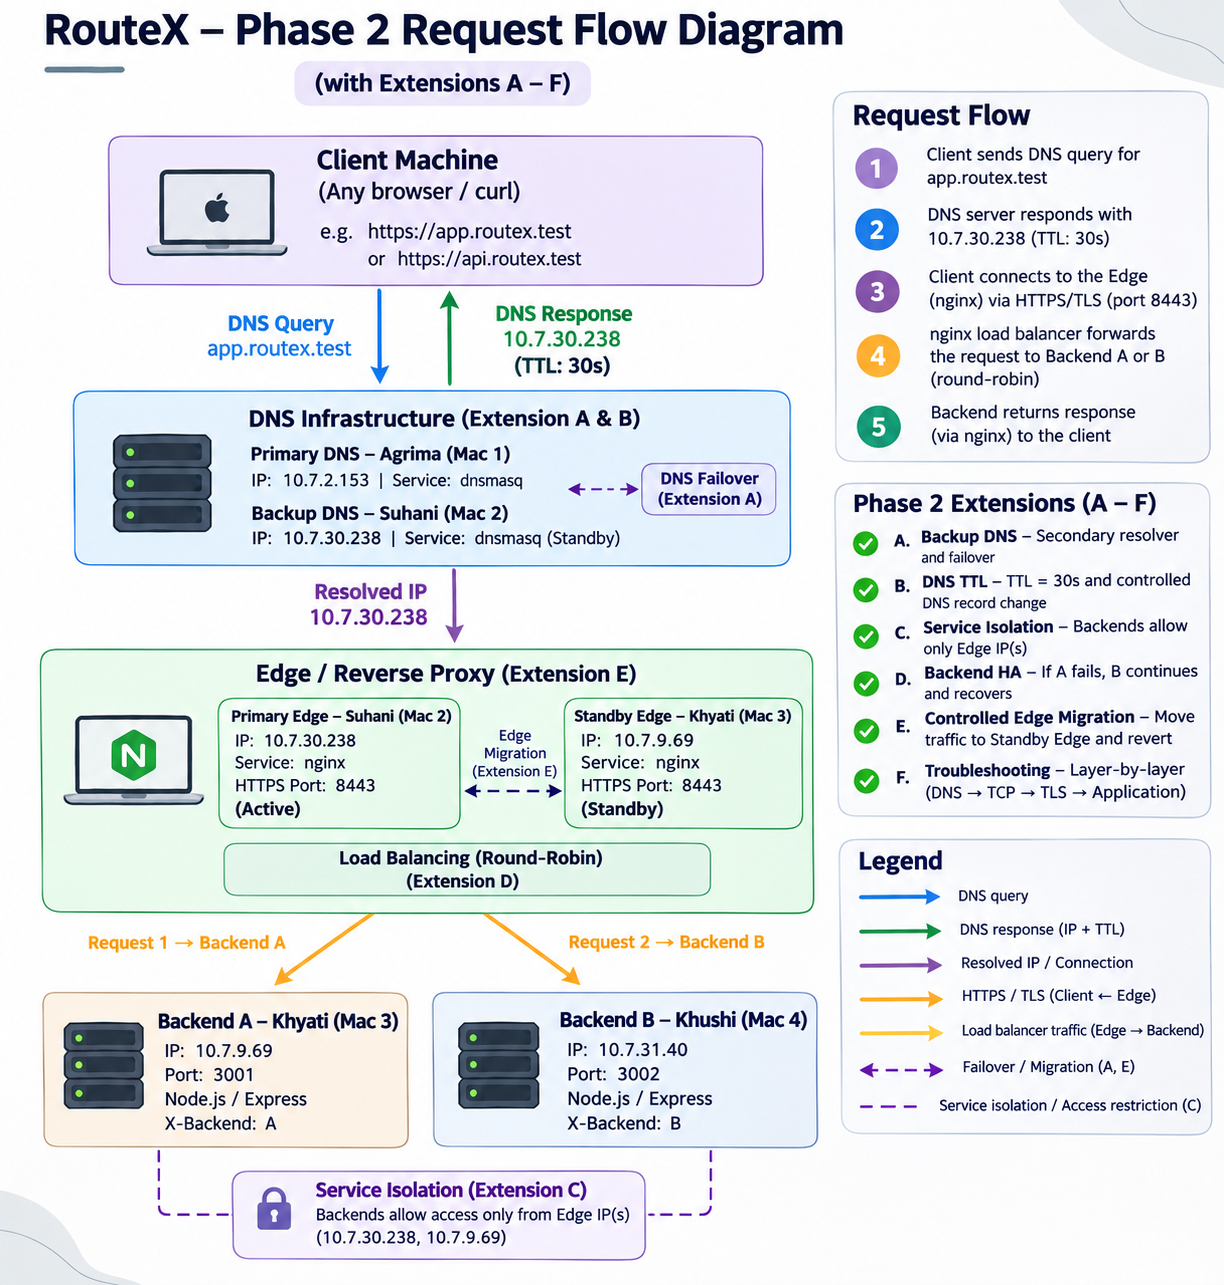 RouteX – Phase 2 Request Flow Diagram
(with Extensions A – F)
Client Machine
(Any browser / curl)
e.g. https://app.routex.test
or https://api.routex.test
DNS Query
app.routex.test
DNS Response
10.7.30.238
(TTL: 30s)
DNS Infrastructure (Extension A & B)
Primary DNS – Agrima (Mac 1)
IP: 10.7.2.153 | Service: dnsmasq
Backup DNS – Suhani (Mac 2)
IP: 10.7.30.238 | Service: dnsmasq (Standby)
DNS Failover
(Extension A)
Resolved IP
10.7.30.238
Edge / Reverse Proxy (Extension E)
N
Primary Edge – Suhani (Mac 2)
IP: 10.7.30.238
Service: nginx
HTTPS Port: 8443
(Active)
Edge
Migration
(Extension E)
Standby Edge – Khyati (Mac 3)
IP: 10.7.9.69
Service: nginx
HTTPS Port: 8443
(Standby)
Load Balancing (Round-Robin)
(Extension D)
Request 1 → Backend A
Request 2 → Backend B
Backend A – Khyati (Mac 3)
IP: 10.7.9.69
Port: 3001
Node.js / Express
X-Backend: A
Backend B – Khushi (Mac 4)
IP: 10.7.31.40
Port: 3002
Node.js / Express
X-Backend: B
Service Isolation (Extension C)
Backends allow access only from Edge IP(s)
(10.7.30.238, 10.7.9.69)
Request Flow
1 Client sends DNS query for
app.routex.test
2 DNS server responds with
10.7.30.238 (TTL: 30s)
3 Client connects to the Edge
(nginx) via HTTPS/TLS (port 8443)
4 nginx load balancer forwards
the request to Backend A or B
(round-robin)
5 Backend returns response
(via nginx) to the client
Phase 2 Extensions (A – F)
A. Backup DNS – Secondary resolver
and failover
B. DNS TTL – TTL = 30s and controlled
DNS record change
C. Service Isolation – Backends allow
only Edge IP(s)
D. Backend HA – If A fails, B continues
and recovers
E. Controlled Edge Migration – Move
traffic to Standby Edge and revert
F. Troubleshooting – Layer-by-layer
(DNS → TCP → TLS → Application)
Legend
DNS query
DNS response (IP + TTL)
Resolved IP / Connection
HTTPS / TLS (Client ← Edge)
Load balancer traffic (Edge → Backend)
Failover / Migration (A, E)
Service isolation / Access restriction (C)